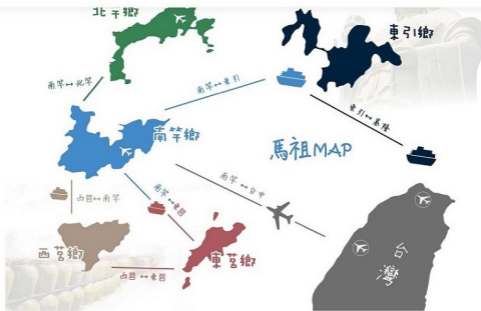 北竿鄉
東引鄉
南竿↔北竿
南竿↔東引
東引↔基隆
南竿鄉
馬祖MAP
南竿↔台中
西莒↔南竿
南竿↔東莒
西莒鄉
東莒鄉
西莒↔東莒
台灣